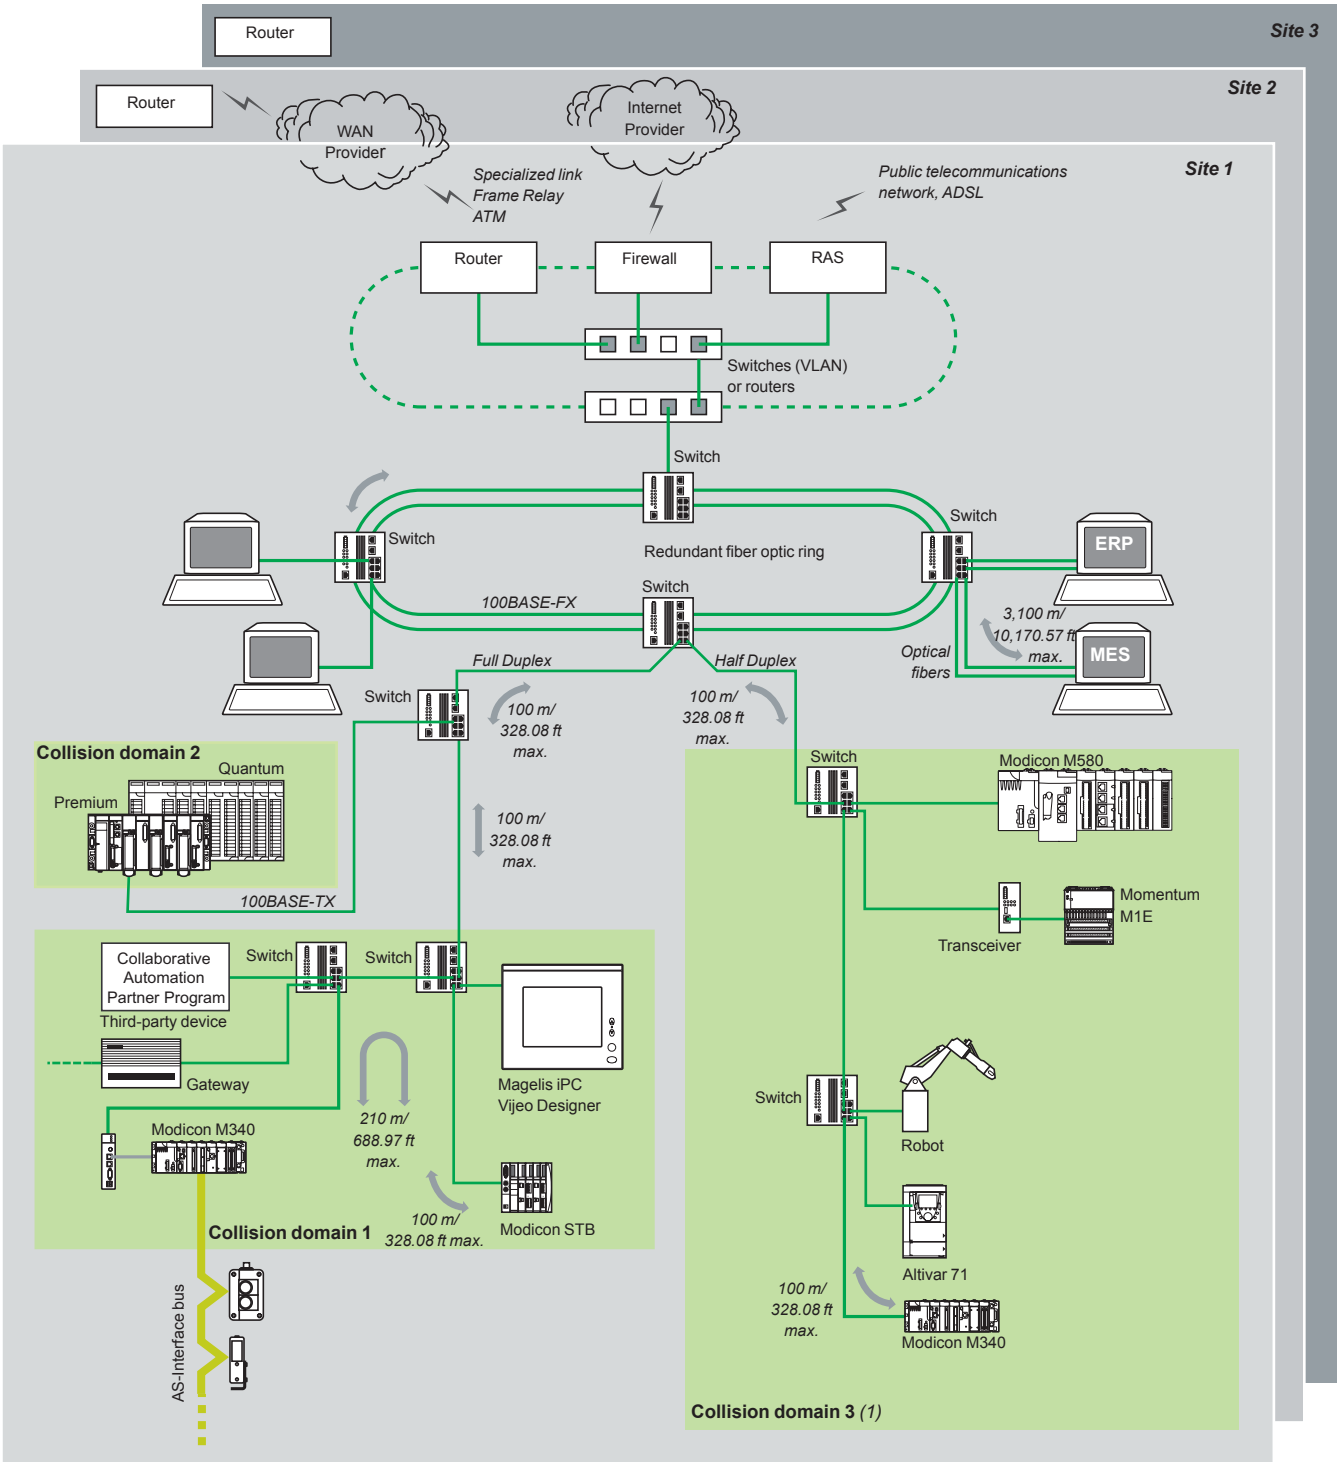 Router
Site 3
Router
Site 2
WAN
Provider
Internet
Provider
Site 1
Specialized link
Frame Relay
ATM
Public telecommunications
network, ADSL
Router
Firewall
RAS
Switches (VLAN)
or routers
Switch
Switch
Switch
Redundant fiber optic ring
ERP
Switch
100BASE-FX
3,100 m/
10,170.57 ft
max.
Optical
fibers
MES
Full Duplex
Half Duplex
Switch
100 m/
328.08 ft
max.
100 m/
328.08 ft
max.
Collision domain 2
Quantum
Premium
Switch
Modicon M580
100 m/
328.08 ft
max.
100BASE-TX
Momentum
M1E
Transceiver
Collaborative
Automation
Partner Program
Switch
Switch
Third-party device
Gateway
Magelis iPC
Vijeo Designer
Switch
210 m/
688.97 ft
max.
Modicon M340
Robot
100 m/
328.08 ft max.
Modicon STB
Collision domain 1
Altivar 71
AS-Interface bus
100 m/
328.08 ft
max.
Modicon M340
Collision domain 3 (1)